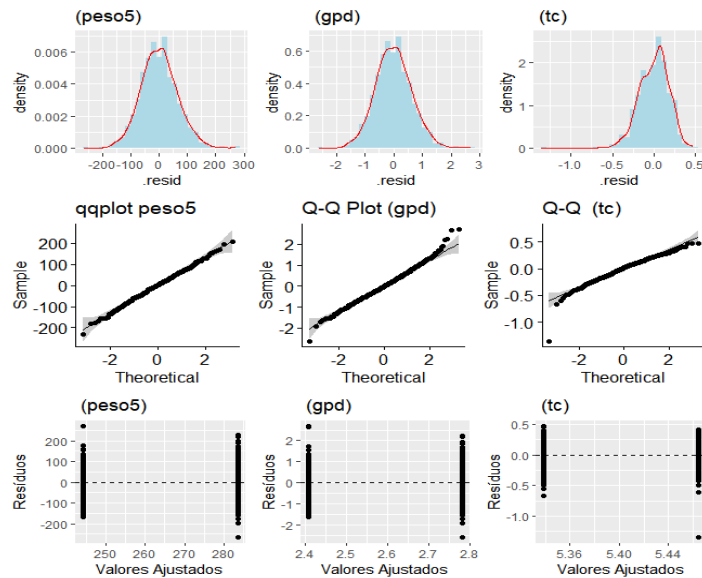 (peso5)
density
0.006
0.004
0.002
0.000
-200 -100 0 100 200 300
.resid
(gpd)
density
0.6
0.4
0.2
0.0
-2 -1 0 1 2 3
.resid
(tc)
density
2
1
0
-1.0 -0.5 0.0 0.5
.resid
qqplot peso5
Sample
200
100
0
-100
-200
-2 0 2
Theoretical
Q-Q Plot (gpd)
Sample
2
1
0
-1
-2
-2 0 2
Theoretical
Q-Q (tc)
Sample
0.5
0.0
-0.5
-1.0
-2 0 2
Theoretical
(peso5)
Resíduos
200
100
0
-100
-200
250 260 270 280
Valores Ajustados
(gpd)
Resíduos
2
1
0
-1
-2
2.4 2.5 2.6 2.7 2.8
Valores Ajustados
(tc)
Resíduos
0.5
0.0
-0.5
-1.0
5.36 5.40 5.44
Valores Ajustados